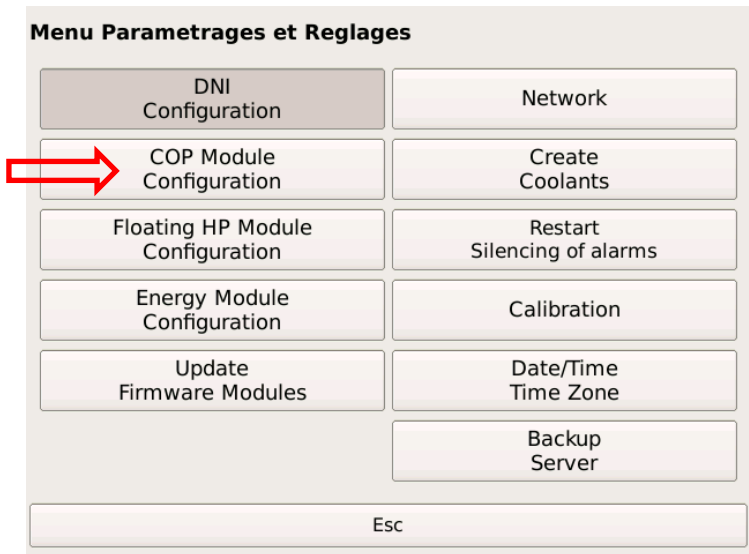 Menu Parametrages et Reglages
DNI
Configuration
Network
COP Module
Configuration
Create
Coolants
Floating HP Module
Configuration
Restart
Silencing of alarms
Energy Module
Configuration
Calibration
Update
Firmware Modules
Date/Time
Time Zone
Backup
Server
Esc